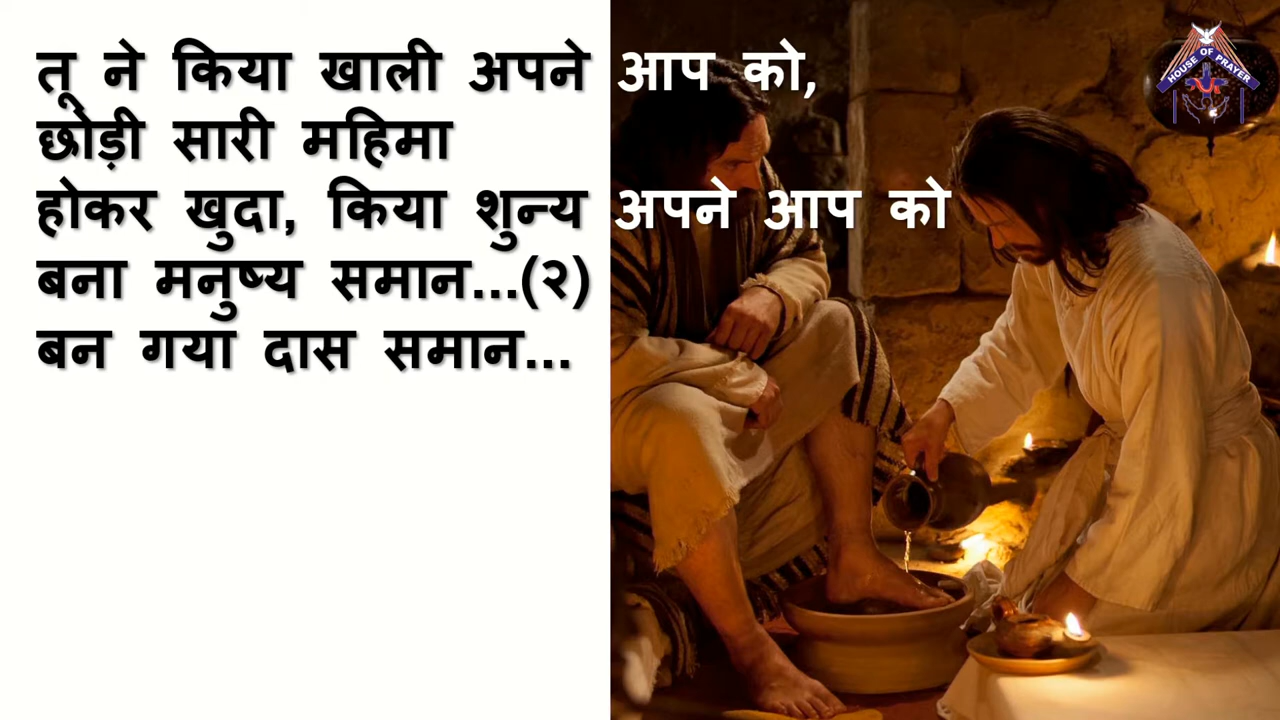 तू ने किया खाली अपने आप को,
छोड़ी सारी महिमा
होकर खुदा, किया शुन्य अपने आप को
बना मनुष्य समान...(२)
बन गया दास समान...
HOUSE OF PRAYER